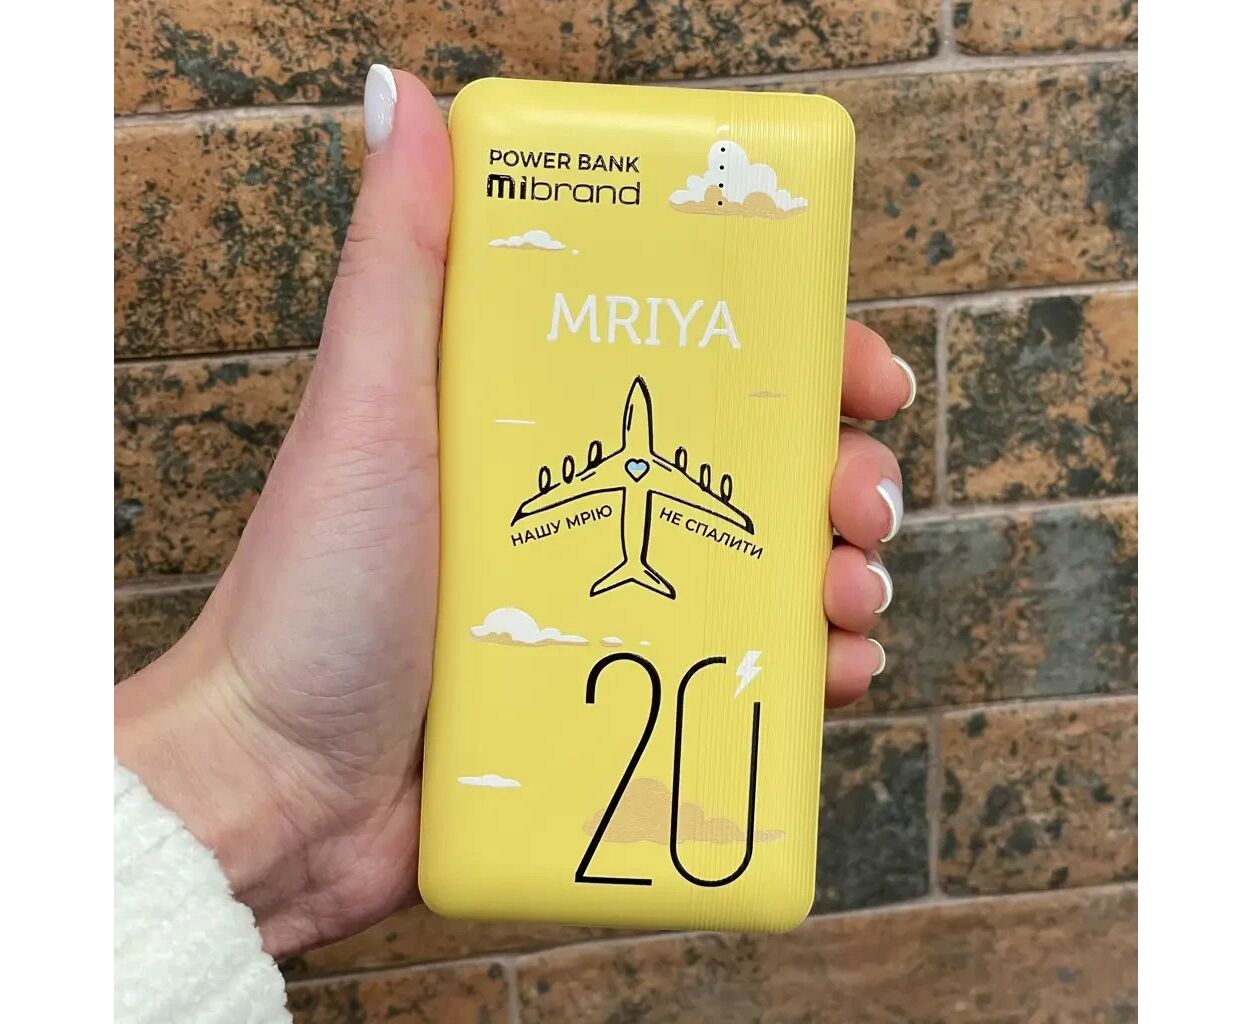 POWER BANK
mibrand
MRIYA
НАШУ МРІЮ НЕ СПАЛИТИ
20